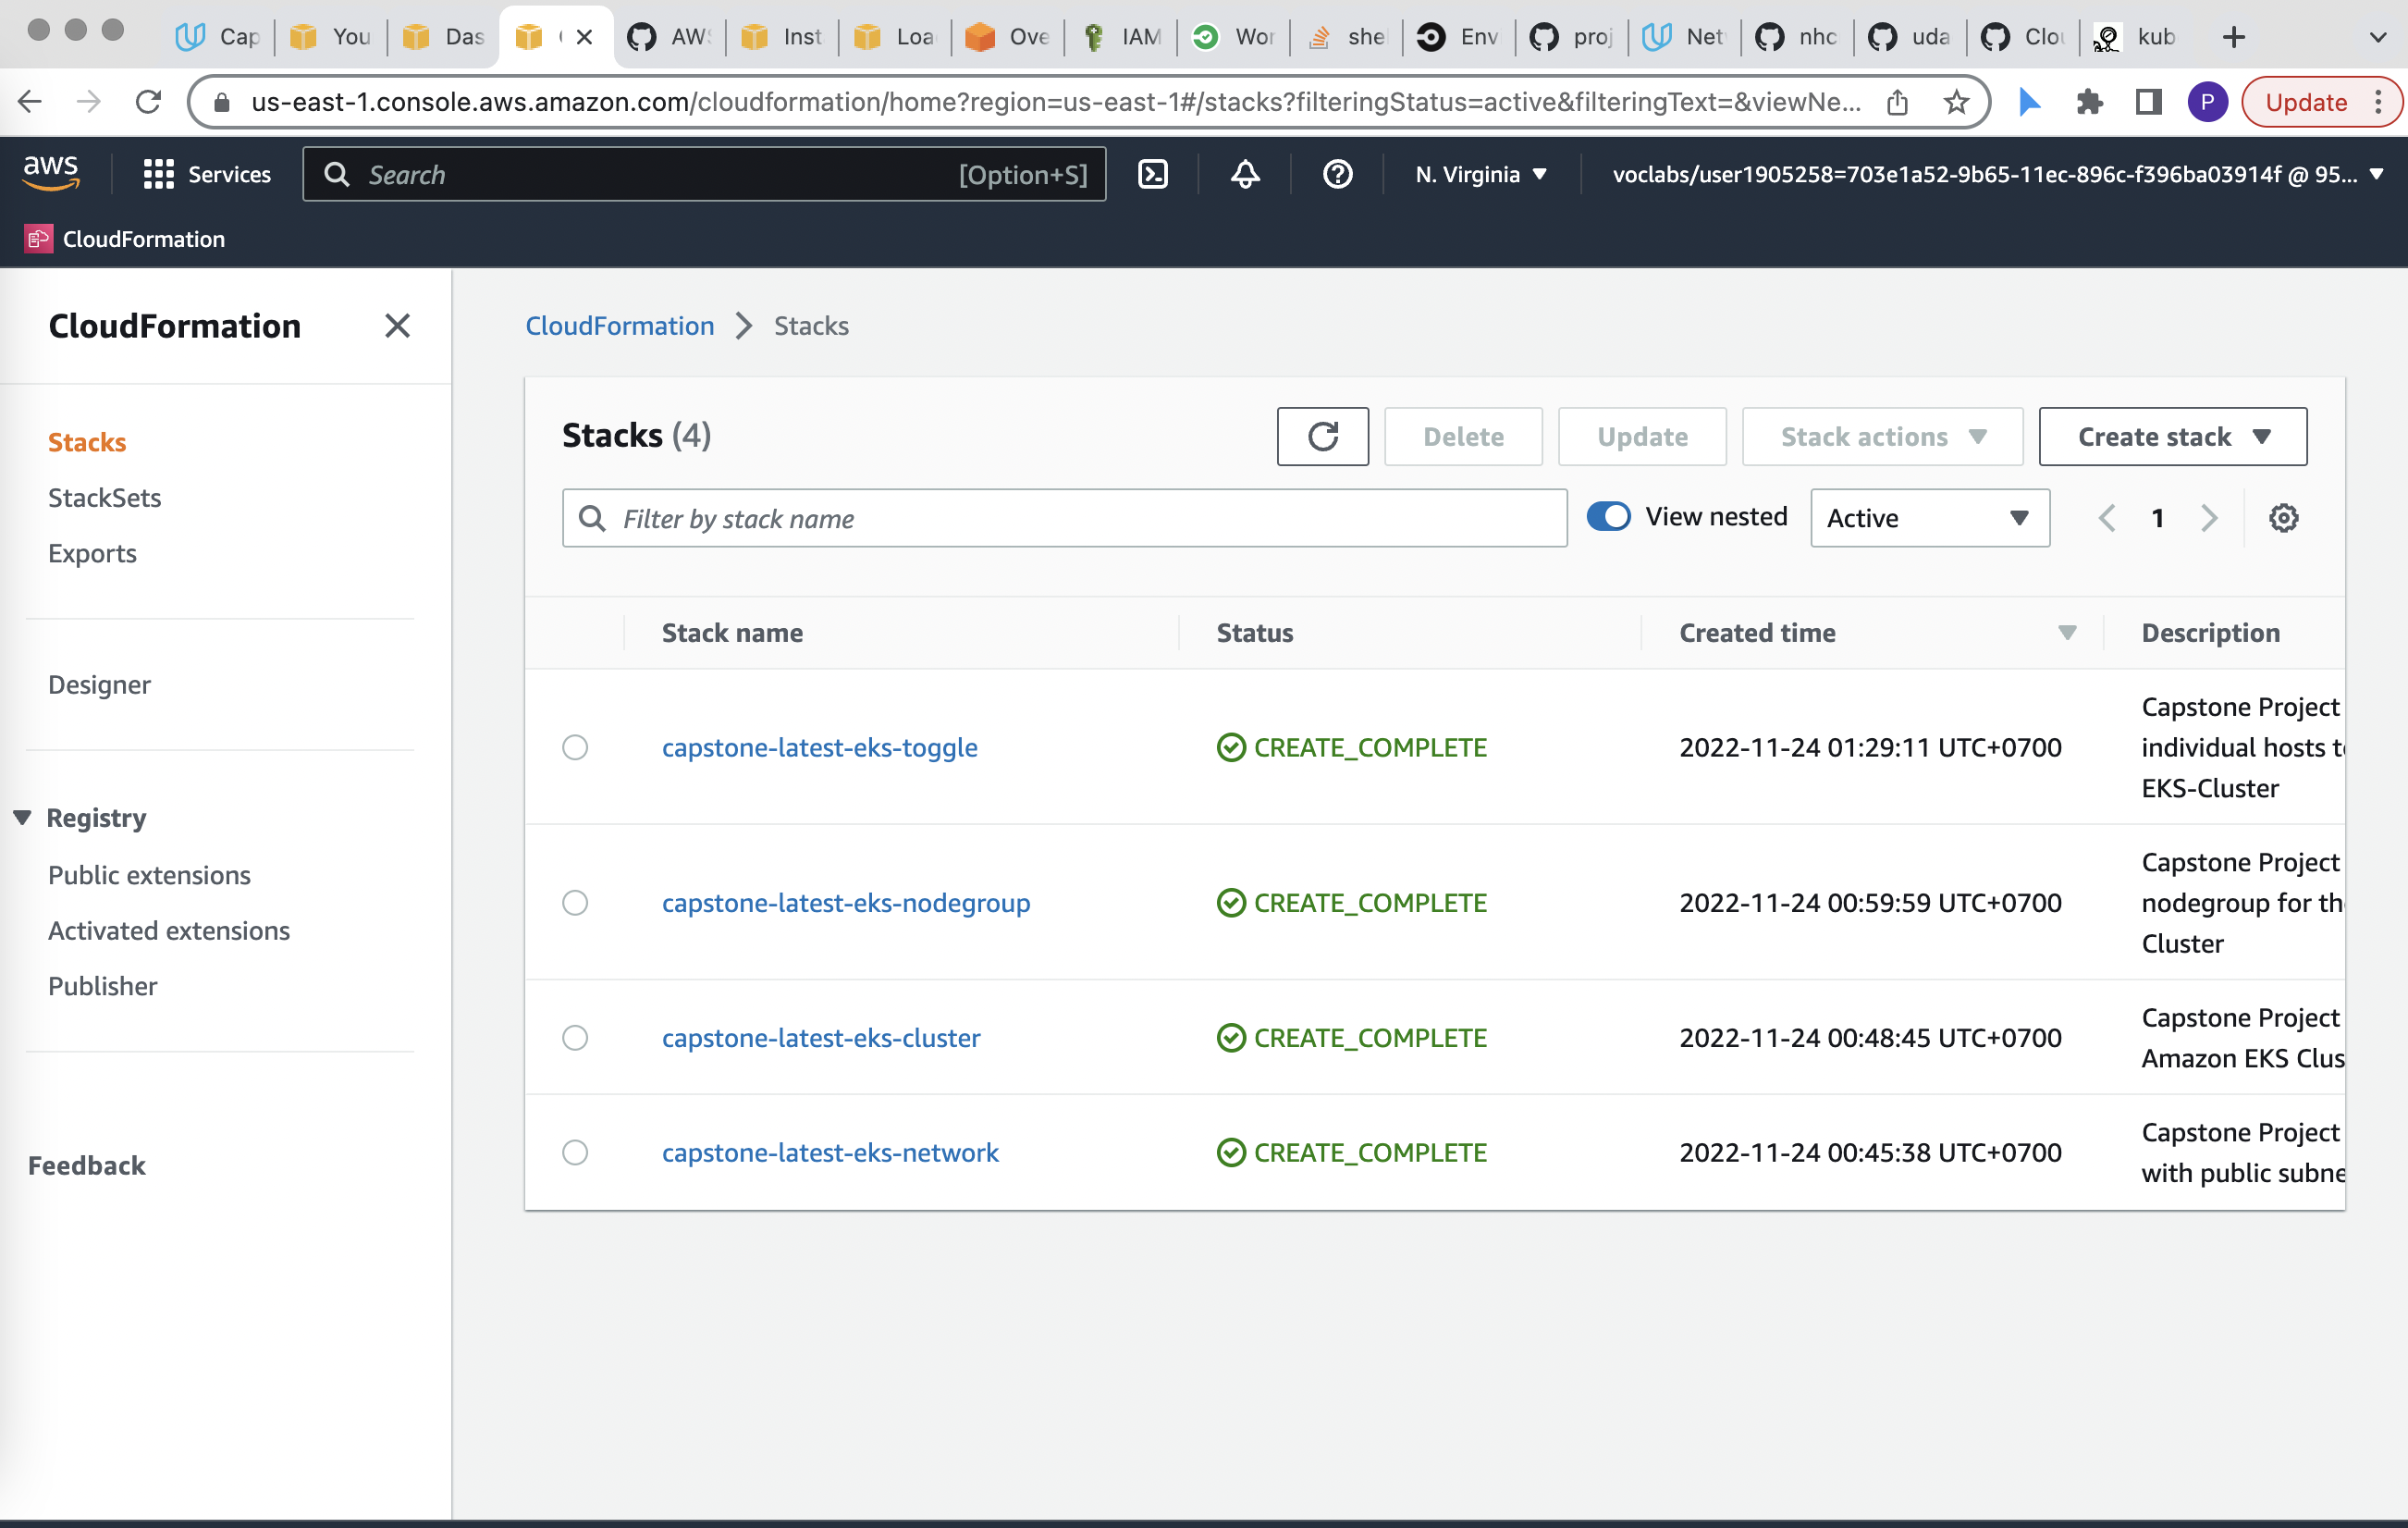 Cap
You
Das
AW
Inst
Loa
Ove
IAM
Wor
she
Env
proj
Net
nhc
uda
Clou
kub
us-east-1.console.aws.amazon.com/cloudformation/home?region=us-east-1#/stacks?filteringStatus=active&filteringText=&viewNe...
P
Update
aws
Services
Search
[Option+S]
N. Virginia
voclabs/user1905258=703e1a52-9b65-11ec-896c-f396ba03914f @ 95...
CloudFormation
CloudFormation
Stacks
StackSets
Exports
Designer
Registry
Public extensions
Activated extensions
Publisher
Feedback
CloudFormation
Stacks
Stacks (4)
Delete
Update
Stack actions
Create stack
Filter by stack name
View nested
Active
1
Stack name
Status
Created time
Description
capstone-latest-eks-toggle
CREATE_COMPLETE
2022-11-24 01:29:11 UTC+0700
Capstone Project
individual hosts t
EKS-Cluster
capstone-latest-eks-nodegroup
CREATE_COMPLETE
2022-11-24 00:59:59 UTC+0700
Capstone Project
nodegroup for th
Cluster
capstone-latest-eks-cluster
CREATE_COMPLETE
2022-11-24 00:48:45 UTC+0700
Capstone Project
Amazon EKS Clus
capstone-latest-eks-network
CREATE_COMPLETE
2022-11-24 00:45:38 UTC+0700
Capstone Project
with public subne